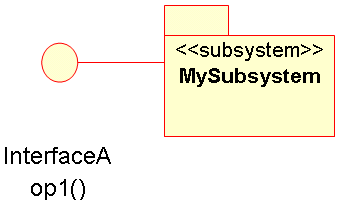 <<subsystem>>
MySubsystem
InterfaceA
op1()